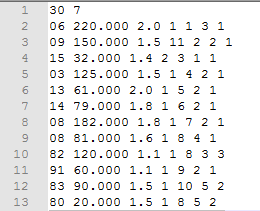 1 30 7
2 06 220.000 2.0 1 1 3 1
3 09 150.000 1.5 11 2 2 1
4 15 32.000 1.4 2 3 1 1
5 03 125.000 1.5 1 4 2 1
6 13 61.000 2.0 1 5 2 1
7 14 79.000 1.8 1 6 2 1
8 08 182.000 1.8 1 7 2 1
9 08 81.000 1.6 1 8 4 1
10 82 120.000 1.1 1 8 3 3
11 91 60.000 1.1 1 9 2 1
12 83 90.000 1.5 1 10 5 2
13 80 20.000 1.5 1 8 5 2